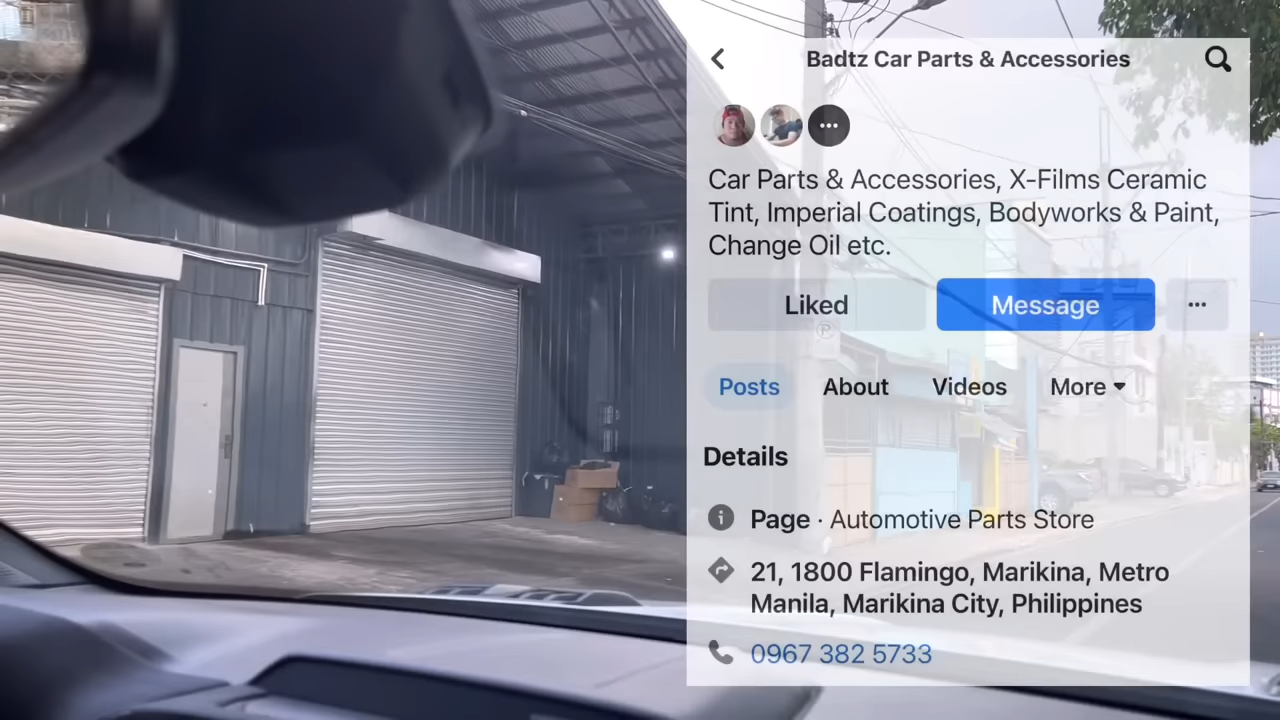 Badtz Car Parts & Accessories
Car Parts & Accessories, X-Films Ceramic
Tint, Imperial Coatings, Bodyworks & Paint,
Change Oil etc.
Liked
Message
Posts
About
Videos
More
Details
Page · Automotive Parts Store
21, 1800 Flamingo, Marikina, Metro
Manila, Marikina City, Philippines
0967 382 5733